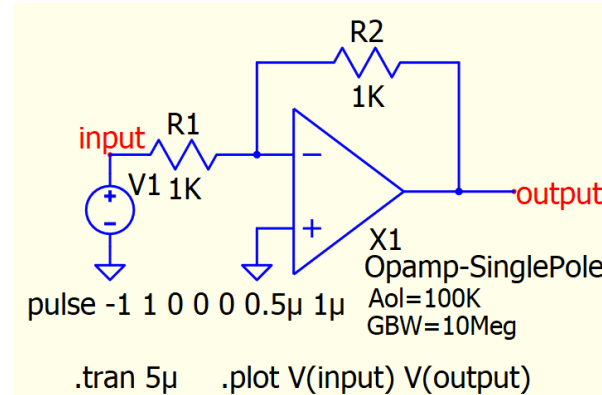 R2
1K
input
R1
V1
1K
output
X1
Opamp-SinglePole
Aol=100K
GBW=10Meg
pulse -1 1 0 0 0 0.5µ 1µ
.tran 5µ
.plot V(input) V(output)